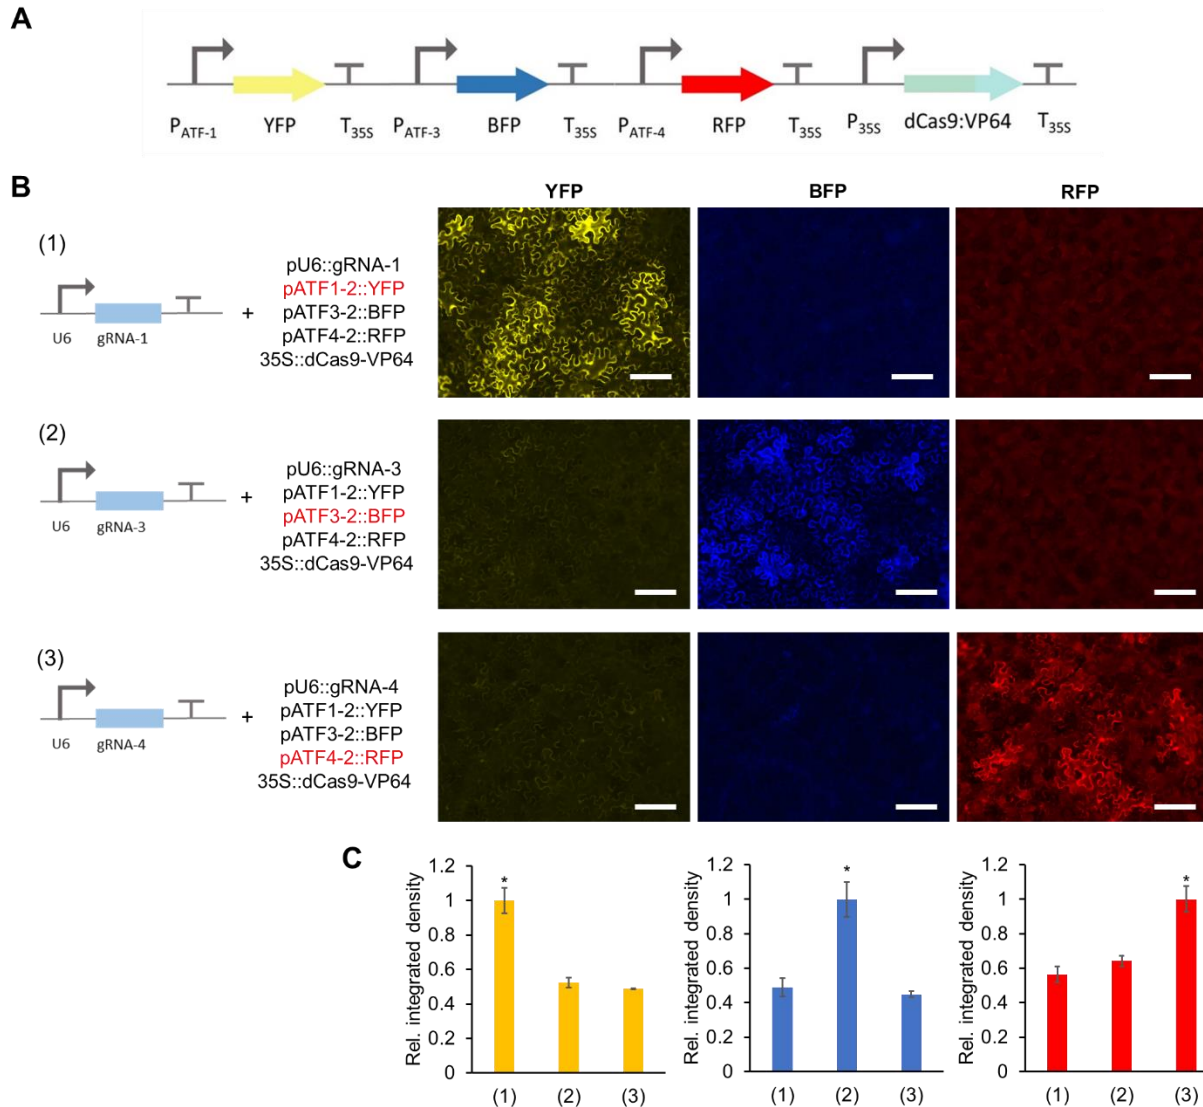 A
P_ATF-1 YFP T_35S P_ATF-3 BFP T_35S P_ATF-4 RFP T_35S P_35S dCas9:VP64 T_35S
B
YFP BFP RFP
(1)
U6 gRNA-1
+
pU6::gRNA-1
pATF1-2::YFP
pATF3-2::BFP
pATF4-2::RFP
35S::dCas9-VP64
(2)
U6 gRNA-3
+
pU6::gRNA-3
pATF1-2::YFP
pATF3-2::BFP
pATF4-2::RFP
35S::dCas9-VP64
(3)
U6 gRNA-4
+
pU6::gRNA-4
pATF1-2::YFP
pATF3-2::BFP
pATF4-2::RFP
35S::dCas9-VP64
C
Rel. integrated density
1.2
1
0.8
0.6
0.4
0.2
0
*
(1) (2) (3)
Rel. integrated density
1.2
1
0.8
0.6
0.4
0.2
0
*
(1) (2) (3)
Rel. integrated density
1.2
1
0.8
0.6
0.4
0.2
0
*
(1) (2) (3)